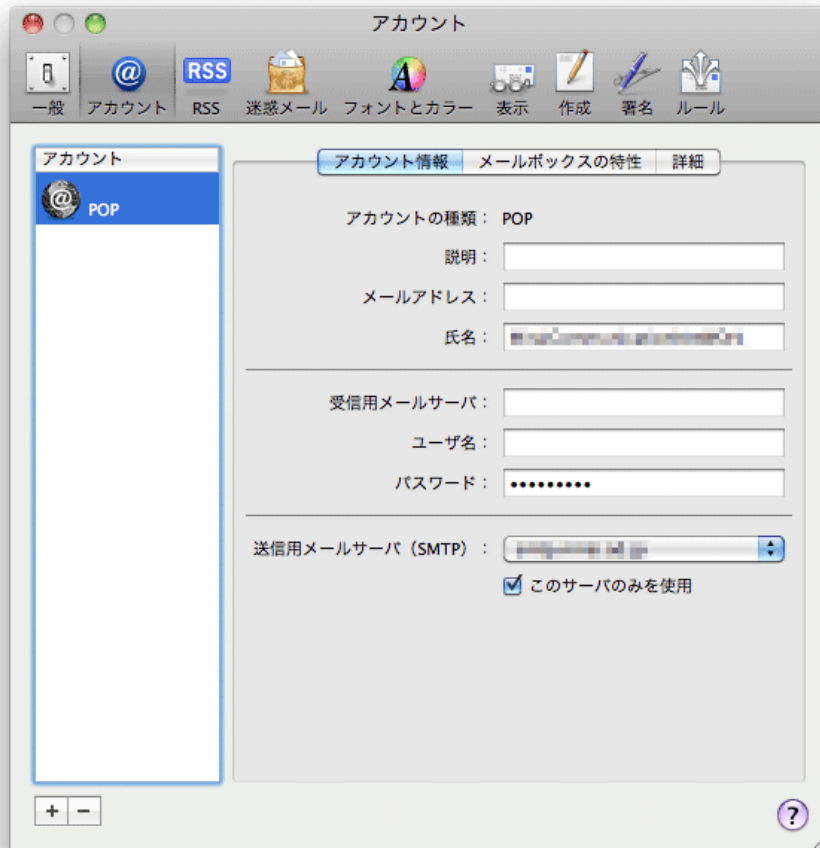 アカウント
RSS
一般 アカウント RSS 迷惑メール フォントとカラー 表示 作成 署名 ルール
アカウント
アカウント情報 メールボックスの特性 詳細
@ POP
アカウントの種類： POP
説明：
メールアドレス：
氏名：
受信用メールサーバ：
ユーザ名：
パスワード： •••••••••
送信用メールサーバ（SMTP）：
このサーバのみを使用
+ −
?